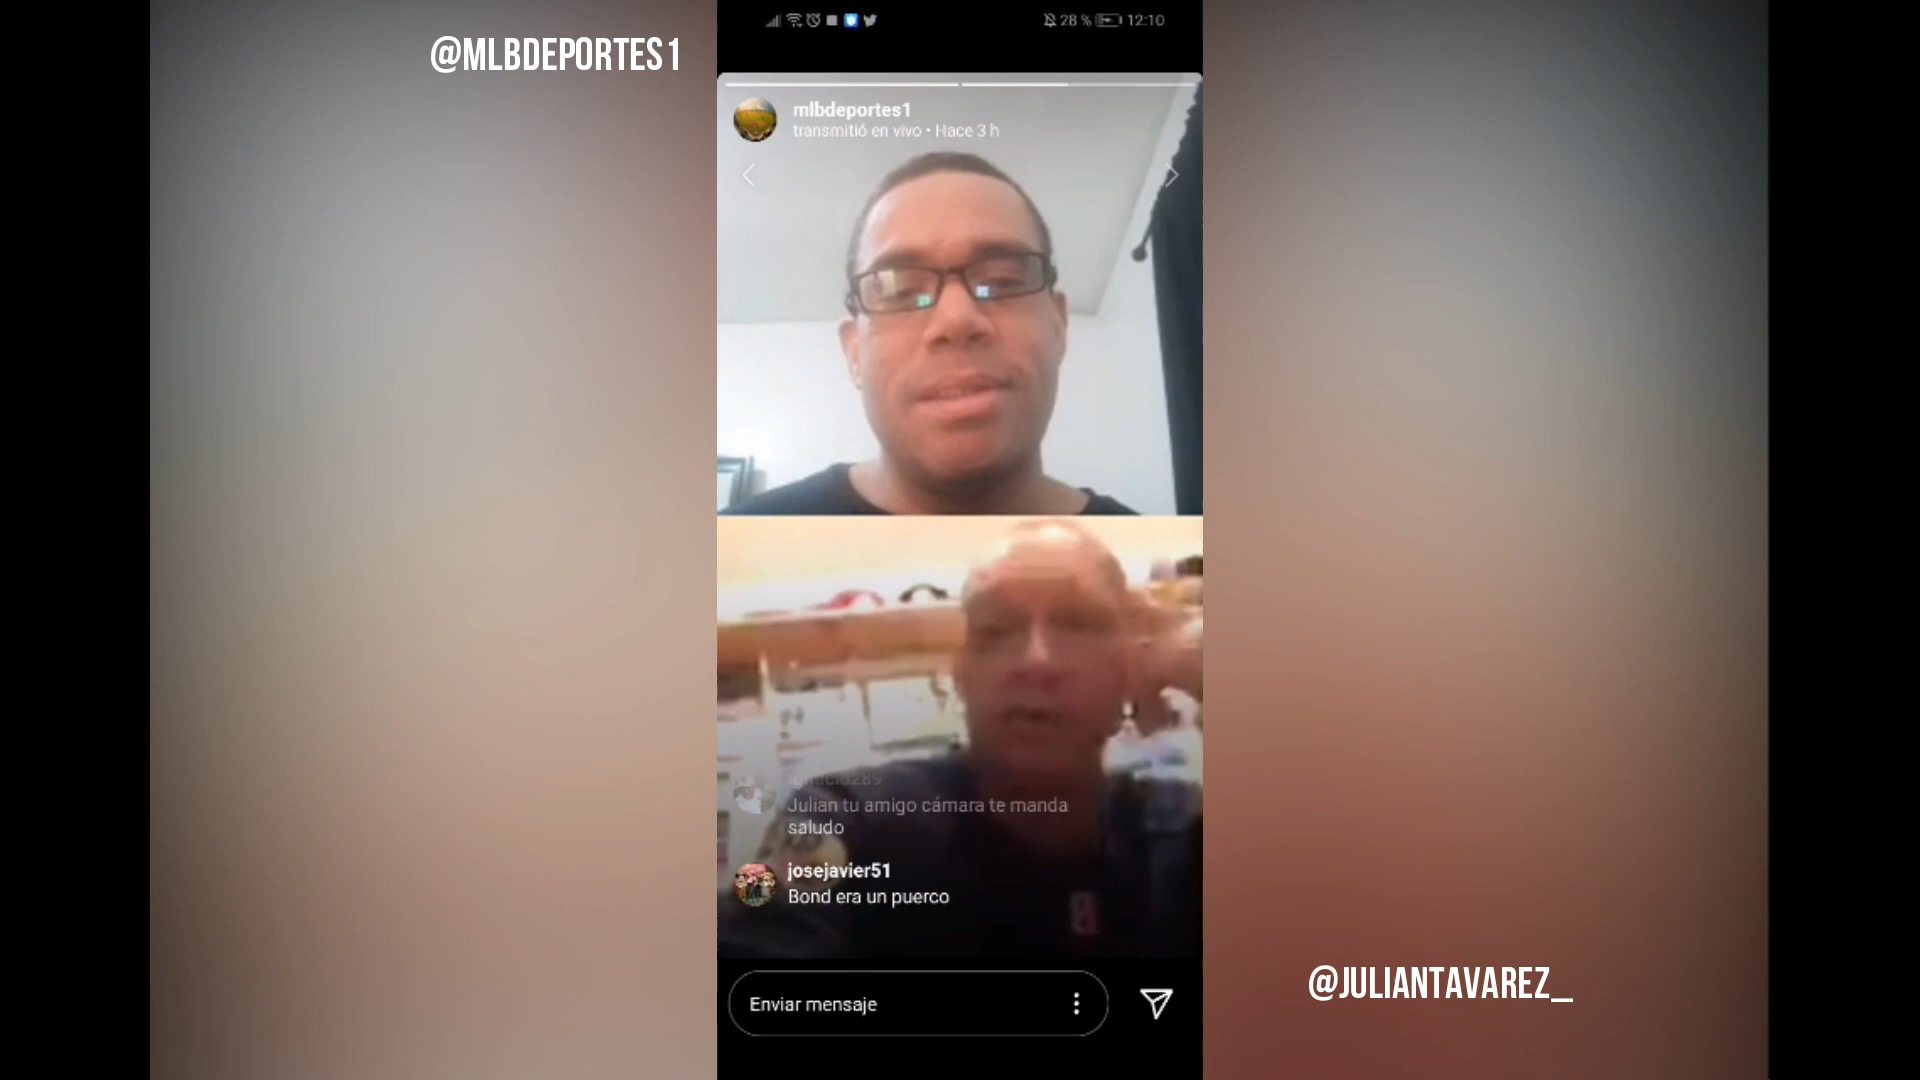 @MLBDEPORTES1
28 % 12:10
mlbdeportes1
transmitió en vivo • Hace 3 h
Julian tu amigo cámara te manda
saludo
josejavier51
Bond era un puerco
@JULIANTAVAREZ_
Enviar mensaje